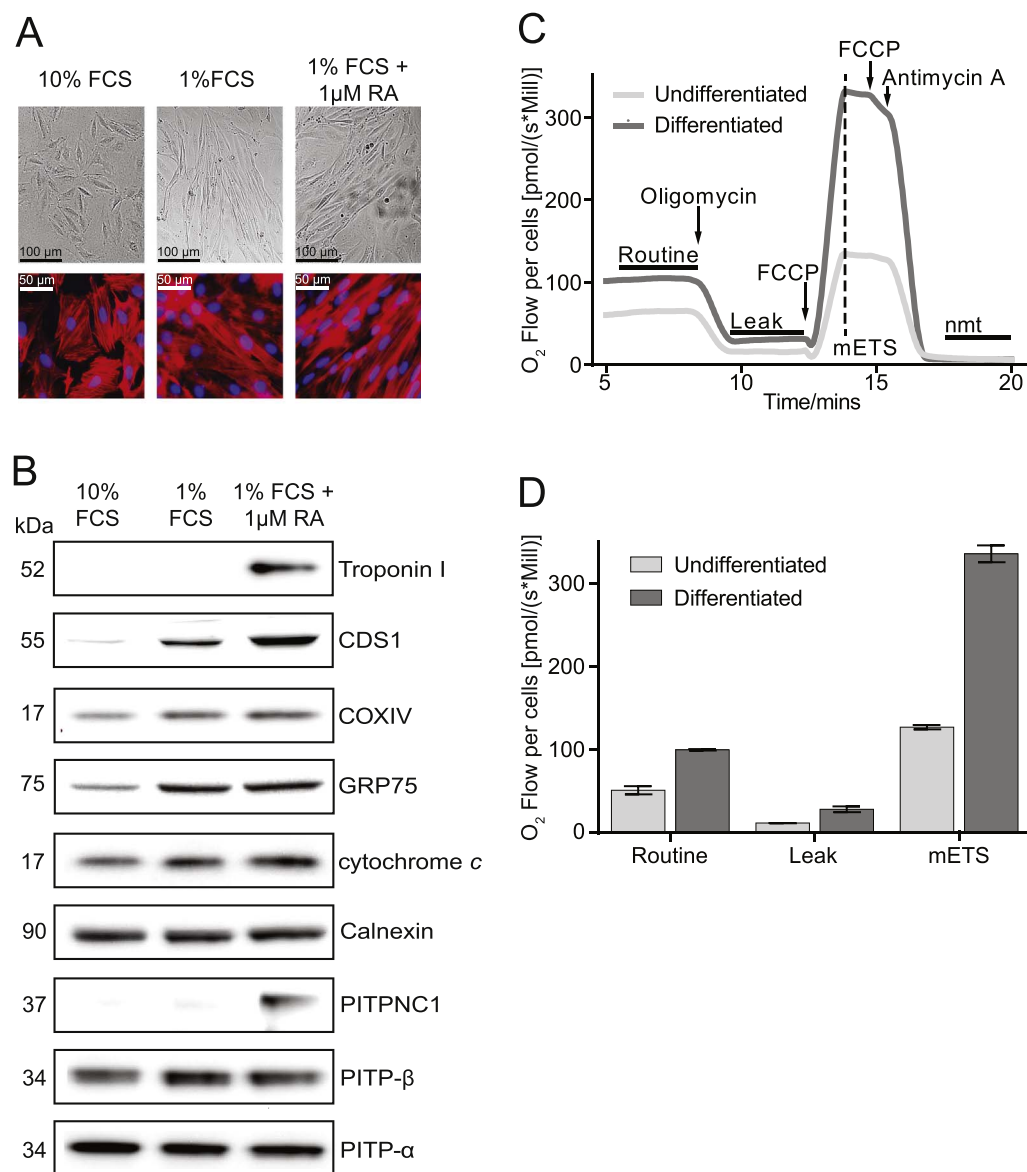 A
10% FCS
1%FCS
1% FCS +
1µM RA
100 µm
100 µm
100 µm
50 µm
50 µm
50 µm
B
kDa
10%
FCS
1%
FCS
1% FCS +
1µM RA
52
Troponin I
55
CDS1
17
COXIV
75
GRP75
17
cytochrome c
90
Calnexin
37
PITPNC1
34
PITP-β
34
PITP-α
C
O2 Flow per cells [pmol/(s*Mill)]
300
200
100
0
Undifferentiated
Differentiated
Routine
Oligomycin
Leak
FCCP
mETS
FCCP
Antimycin A
nmt
5
10
15
20
Time/mins
D
O2 Flow per cells [pmol/(s*Mill)]
300
200
100
0
Undifferentiated
Differentiated
Routine
Leak
mETS